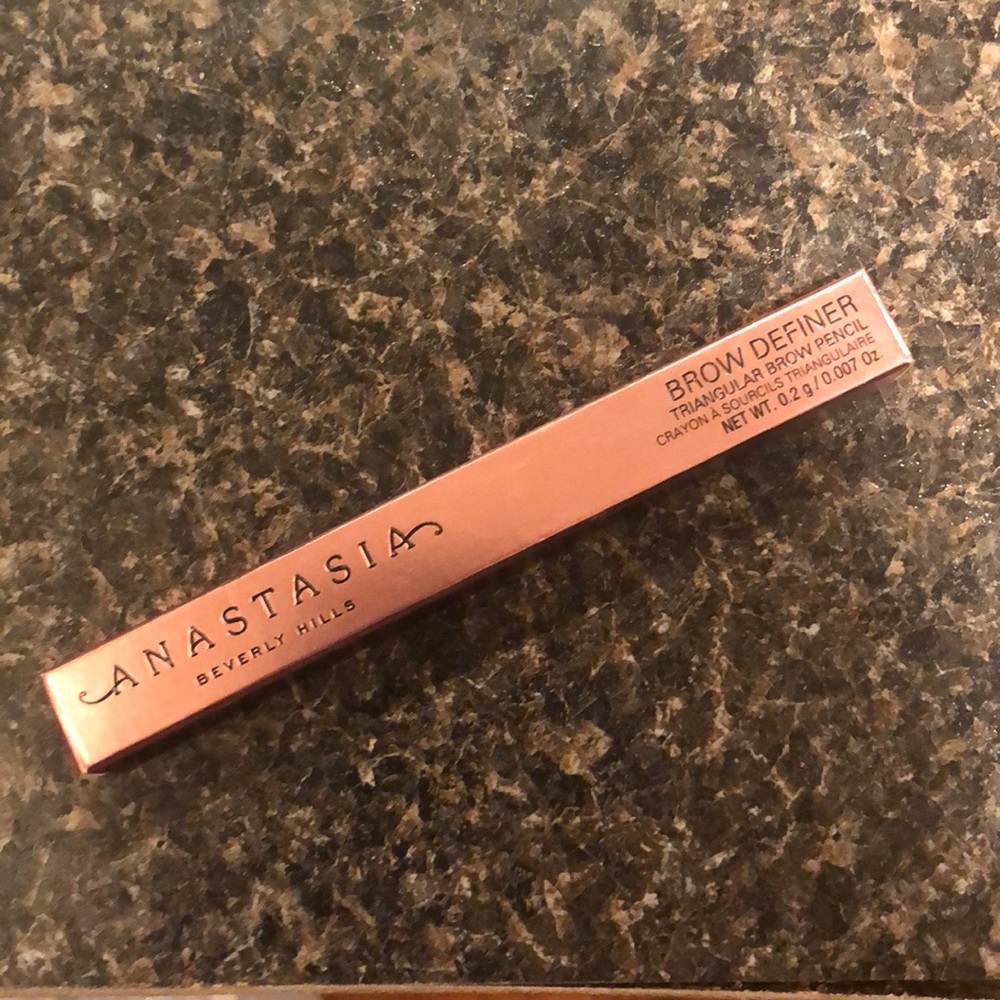 ANASTASIA
BEVERLY HILLS
BROW DEFINER
TRIANGULAR BROW PENCIL
CRAYON À SOURCILS TRIANGULAIRE
NET WT. 0.2 g / 0.007 Oz